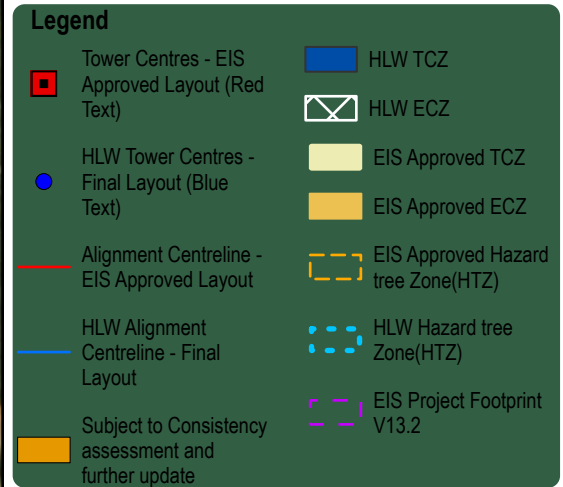 Legend
Tower Centres - EIS
Approved Layout (Red
Text)
HLW Tower Centres -
Final Layout (Blue
Text)
Alignment Centreline -
EIS Approved Layout
HLW Alignment
Centreline - Final
Layout
Subject to Consistency
assessment and
further update
HLW TCZ
HLW ECZ
EIS Approved TCZ
EIS Approved ECZ
EIS Approved Hazard
tree Zone(HTZ)
HLW Hazard tree
Zone(HTZ)
EIS Project Footprint
V13.2